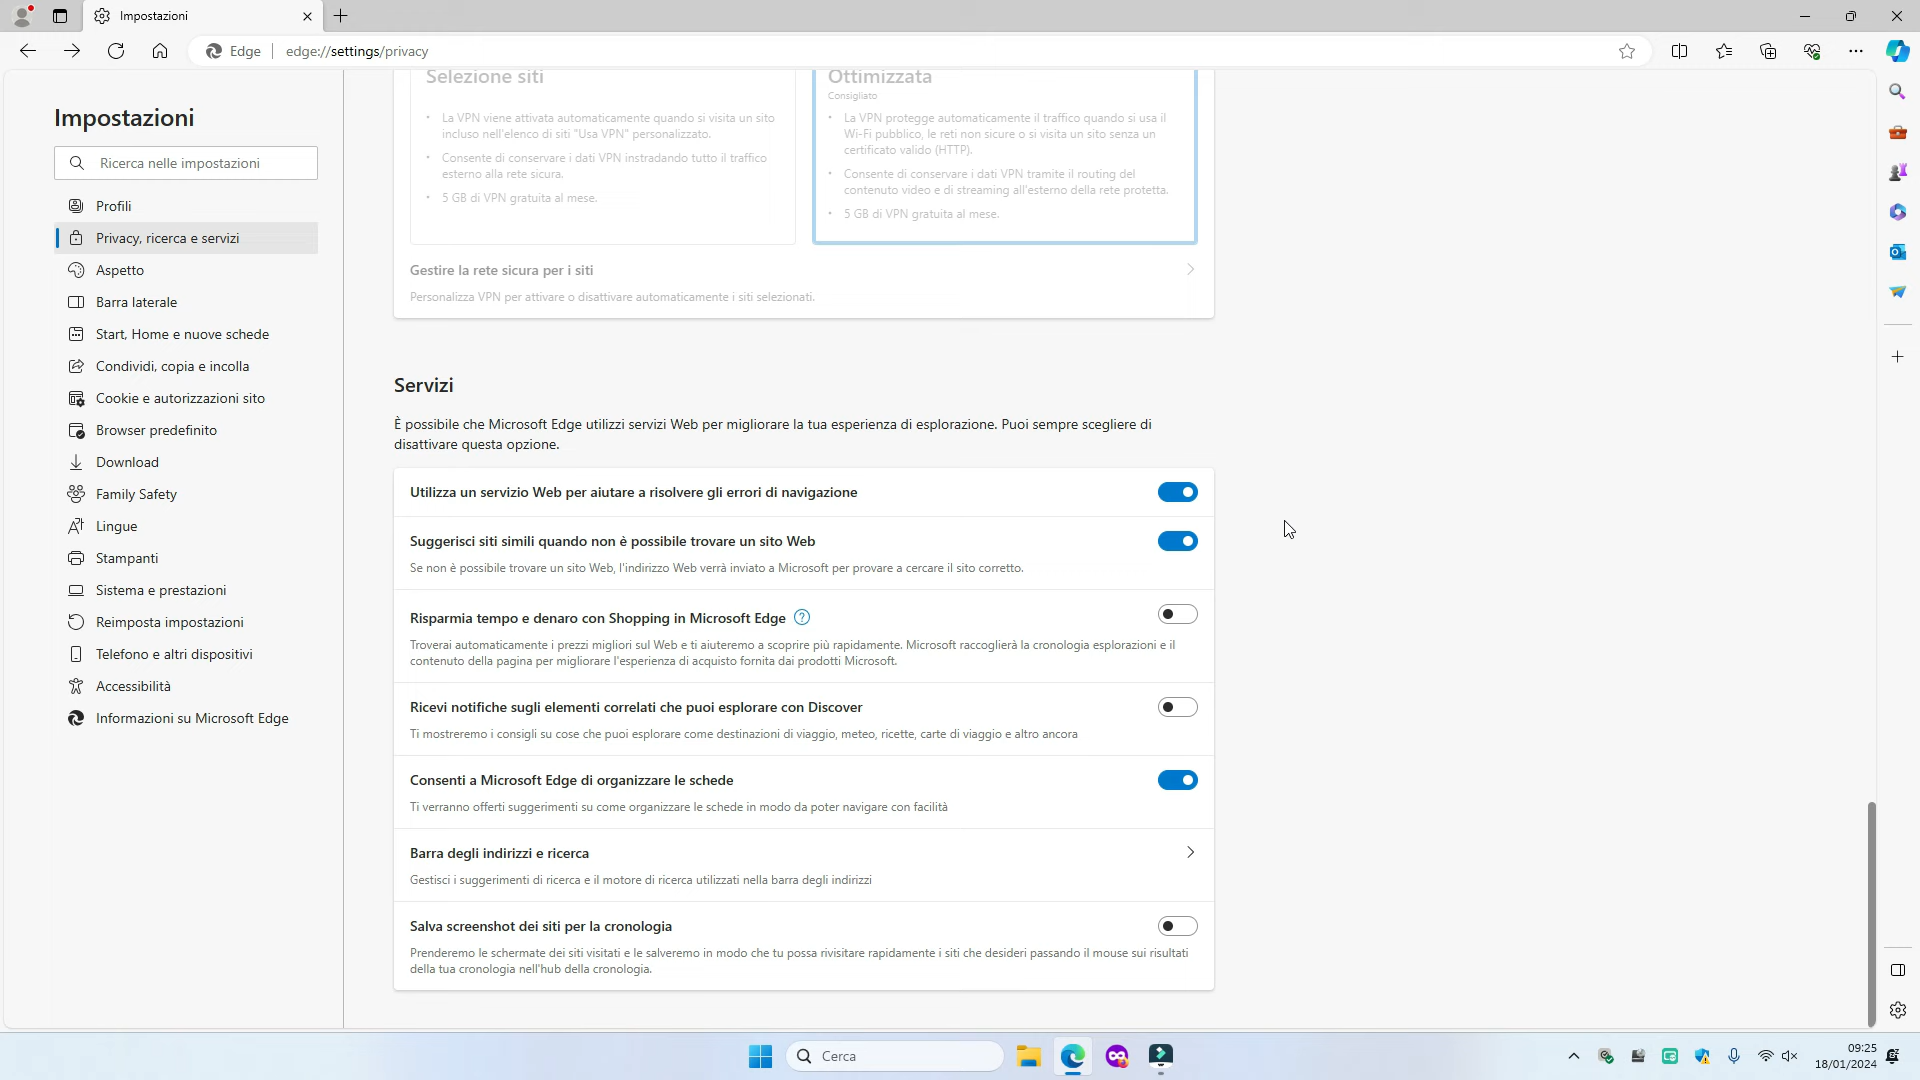 Impostazioni
Edge
edge://settings/privacy
Impostazioni
Ricerca nelle impostazioni
Profili
Privacy, ricerca e servizi
Aspetto
Barra laterale
Start, Home e nuove schede
Condividi, copia e incolla
Cookie e autorizzazioni sito
Browser predefinito
Download
Family Safety
Lingue
Stampanti
Sistema e prestazioni
Reimposta impostazioni
Telefono e altri dispositivi
Accessibilità
Informazioni su Microsoft Edge
Selezione siti
• La VPN viene attivata automaticamente quando si visita un sito
incluso nell'elenco di siti "Usa VPN" personalizzato.
• Consente di conservare i dati VPN instradando tutto il traffico
esterno alla rete sicura.
• 5 GB di VPN gratuita al mese.
Ottimizzata
Consigliato
• La VPN protegge automaticamente il traffico quando si usa il
Wi-Fi pubblico, le reti non sicure o si visita un sito senza un
certificato valido (HTTP).
• Consente di conservare i dati VPN tramite il routing del
contenuto video e di streaming all'esterno della rete protetta.
• 5 GB di VPN gratuita al mese.
Gestire la rete sicura per i siti
Personalizza VPN per attivare o disattivare automaticamente i siti selezionati.
Servizi
È possibile che Microsoft Edge utilizzi servizi Web per migliorare la tua esperienza di esplorazione. Puoi sempre scegliere di
disattivare questa opzione.
Utilizza un servizio Web per aiutare a risolvere gli errori di navigazione
Suggerisci siti simili quando non è possibile trovare un sito Web
Se non è possibile trovare un sito Web, l'indirizzo Web verrà inviato a Microsoft per provare a cercare il sito corretto.
Risparmia tempo e denaro con Shopping in Microsoft Edge
Troverai automaticamente i prezzi migliori sul Web e ti aiuteremo a scoprire più rapidamente. Microsoft raccoglierà la cronologia esplorazioni e il
contenuto della pagina per migliorare l'esperienza di acquisto fornita dai prodotti Microsoft.
Ricevi notifiche sugli elementi correlati che puoi esplorare con Discover
Ti mostreremo i consigli su cose che puoi esplorare come destinazioni di viaggio, meteo, ricette, carte di viaggio e altro ancora
Consenti a Microsoft Edge di organizzare le schede
Ti verranno offerti suggerimenti su come organizzare le schede in modo da poter navigare con facilità
Barra degli indirizzi e ricerca
Gestisci i suggerimenti di ricerca e il motore di ricerca utilizzati nella barra degli indirizzi
Salva screenshot dei siti per la cronologia
Prenderemo le schermate dei siti visitati e le salveremo in modo che tu possa rivisitare rapidamente i siti che desideri passando il mouse sui risultati
della tua cronologia nell'hub della cronologia.
Cerca
09:25
18/01/2024